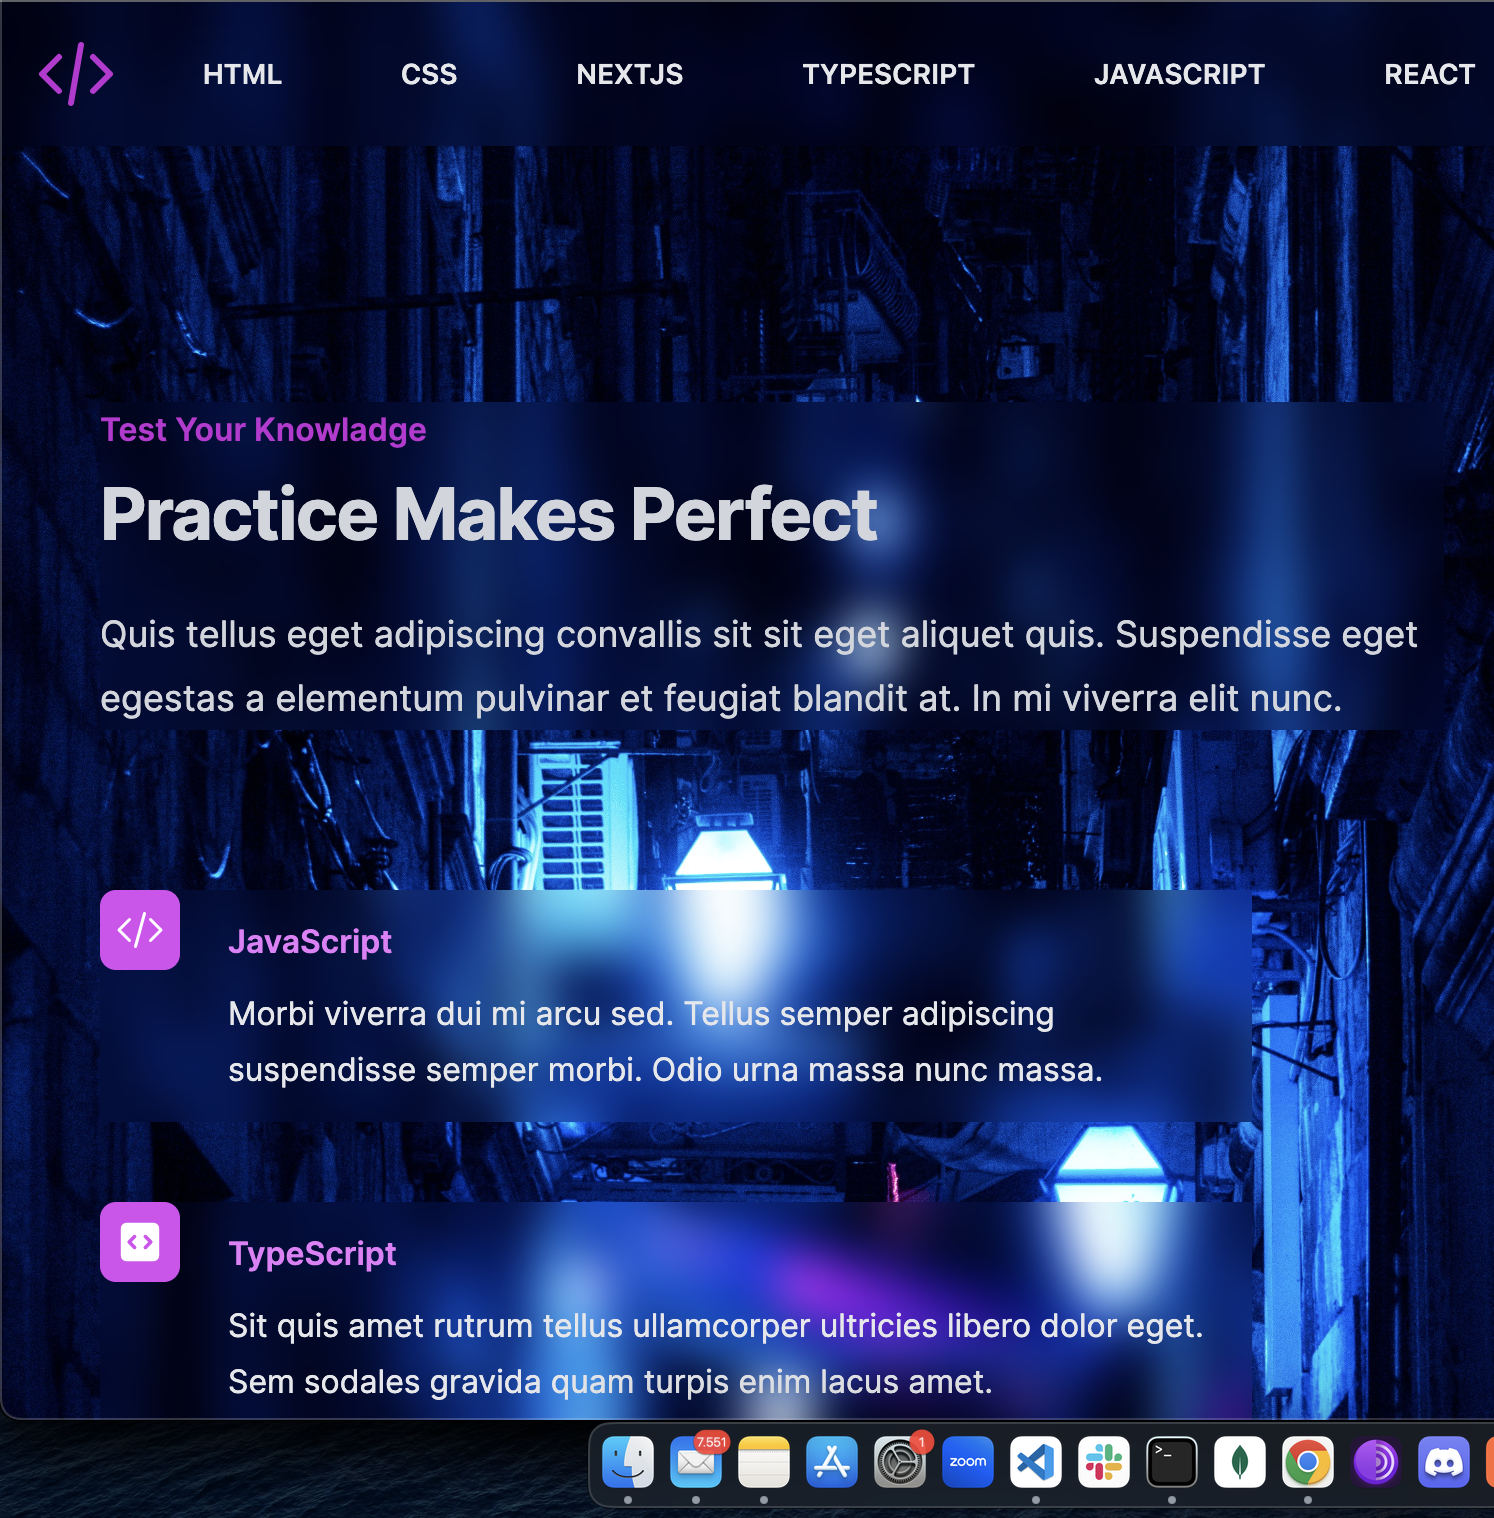 HTML CSS NEXTJS TYPESCRIPT JAVASCRIPT REACT
Test Your Knowladge
Practice Makes Perfect
Quis tellus eget adipiscing convallis sit sit eget aliquet quis. Suspendisse eget
egestas a elementum pulvinar et feugiat blandit at. In mi viverra elit nunc.
JavaScript
Morbi viverra dui mi arcu sed. Tellus semper adipiscing
suspendisse semper morbi. Odio urna massa nunc massa.
TypeScript
Sit quis amet rutrum tellus ullamcorper ultricies libero dolor eget.
Sem sodales gravida quam turpis enim lacus amet.
7.551
1
zoom